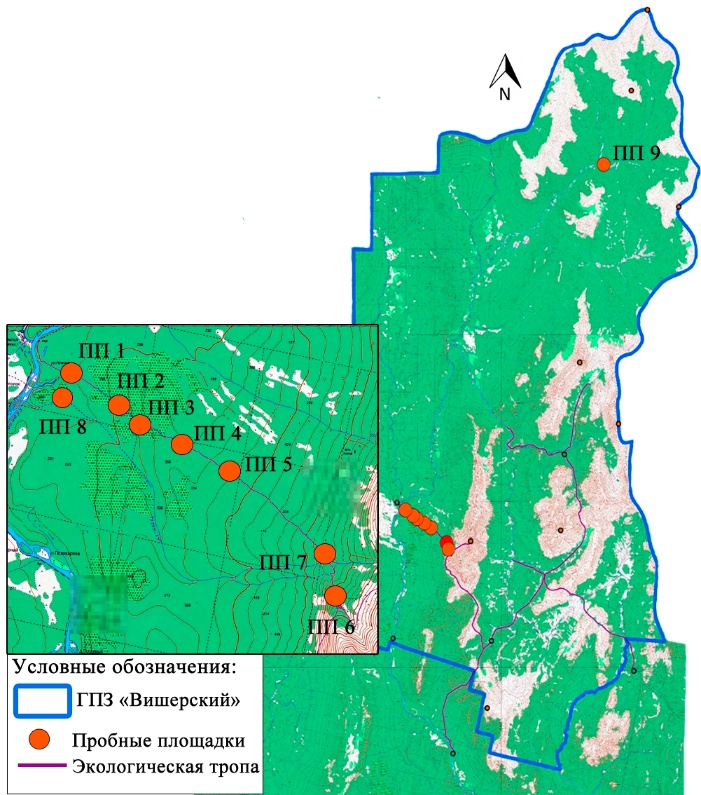 N
ПП 9
ПП 1
ПП 2
ПП 3
ПП 8
ПП 4
ПП 5
ПП 7
ПП 6
Условные обозначения:
ГПЗ «Вишерский»
Пробные площадки
Экологическая тропа